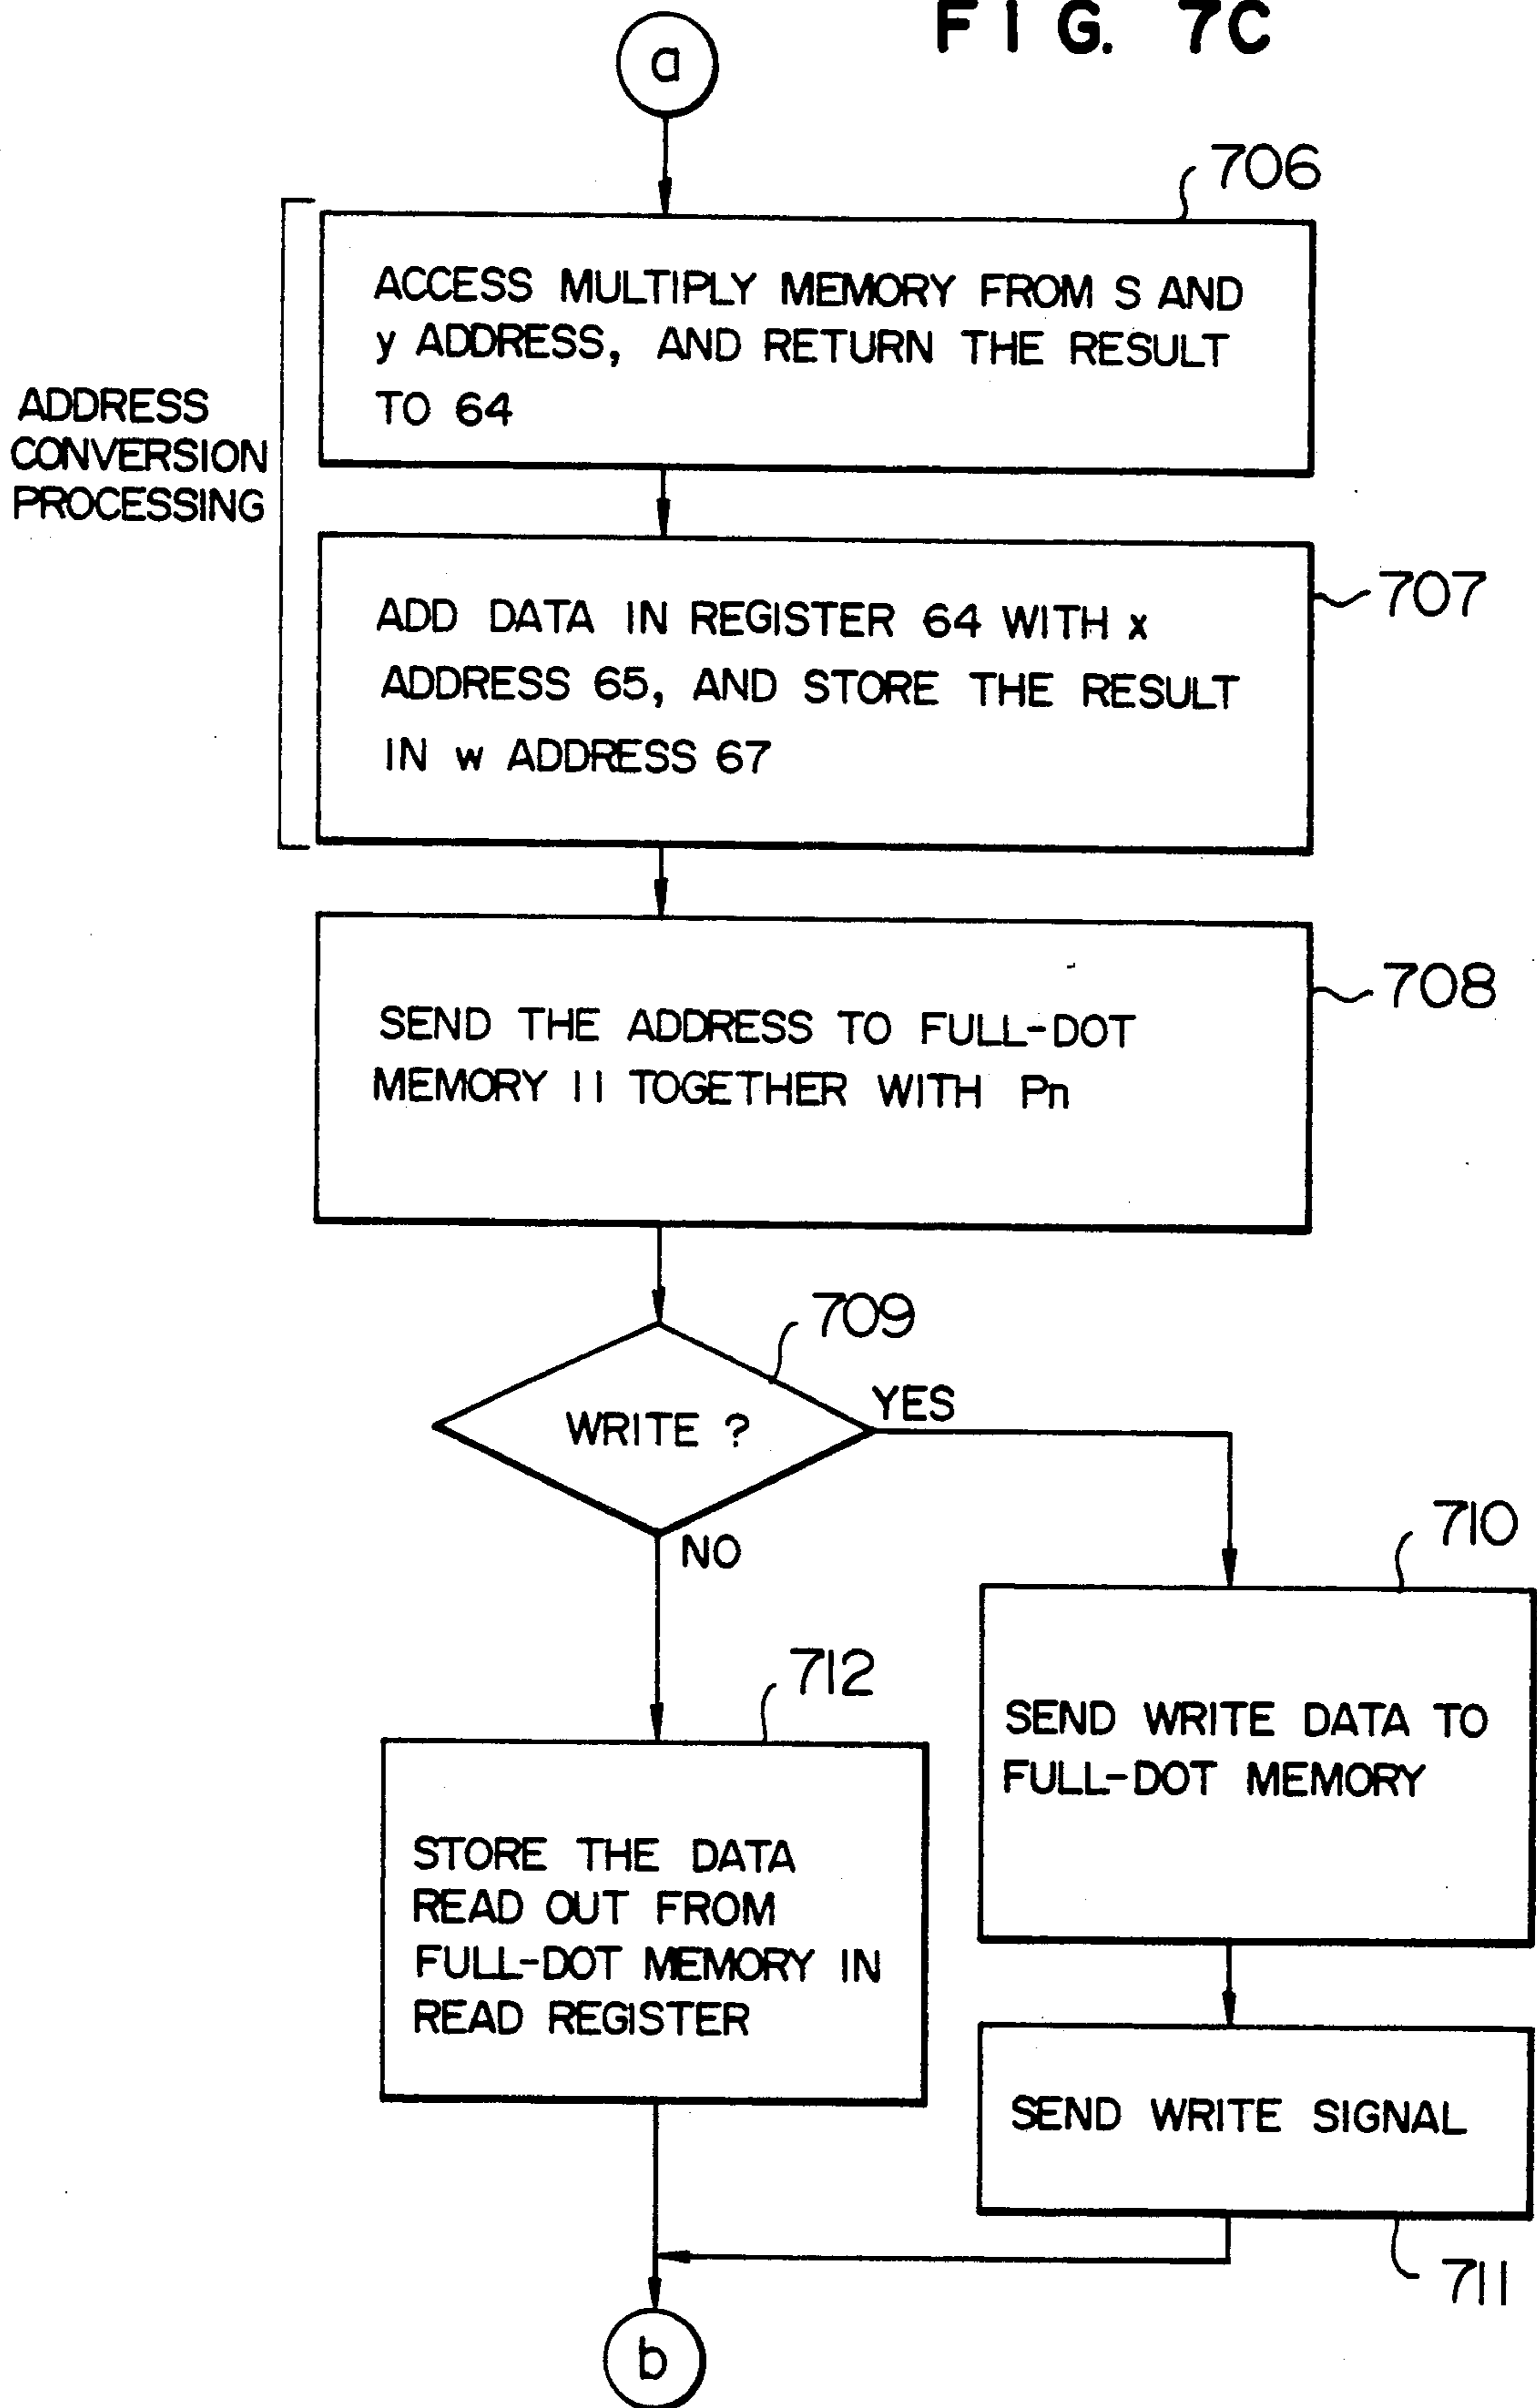 FIG. 7C
a
706
ACCESS MULTIPLY MEMORY FROM S AND
y ADDRESS, AND RETURN THE RESULT
TO 64
ADDRESS
CONVERSION
PROCESSING
707
ADD DATA IN REGISTER 64 WITH x
ADDRESS 65, AND STORE THE RESULT
IN w ADDRESS 67
708
SEND THE ADDRESS TO FULL-DOT
MEMORY 11 TOGETHER WITH Pn
709
WRITE ?
YES
NO
710
SEND WRITE DATA TO
FULL-DOT MEMORY
712
STORE THE DATA
READ OUT FROM
FULL-DOT MEMORY IN
READ REGISTER
SEND WRITE SIGNAL
711
b